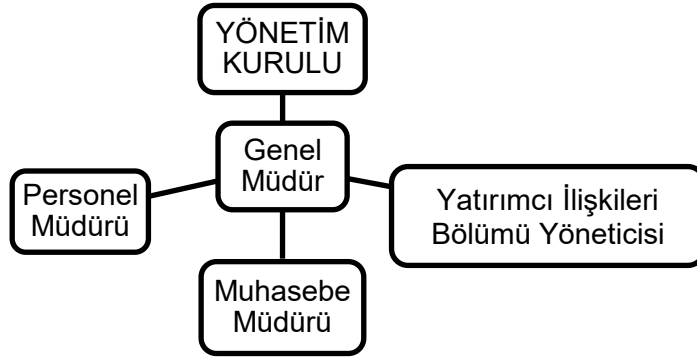 YÖNETİM
KURULU
Genel
Müdür
Personel
Müdürü
Yatırımcı İlişkileri
Bölümü Yöneticisi
Muhasebe
Müdürü